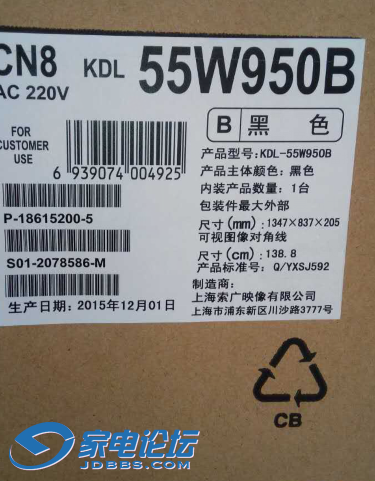 CN8 KDL 55W950B
AC 220V
B 黑 色
FOR
CUSTOMER
USE
6 939074 004925
P-18615200-5
S01-2078586-M
生产日期: 2015年12月01日
产品型号: KDL-55W950B
产品主体颜色: 黑色
内装产品数量: 1台
包装件最大外部
尺寸(mm): 1347×837×205
可视图像对角线
尺寸(cm): 138.8
产品标准号: Q/YXSJ592
制造商:
上海索广映像有限公司
上海市浦东新区川沙路3777号
CB
家电论坛
JDBBS.COM